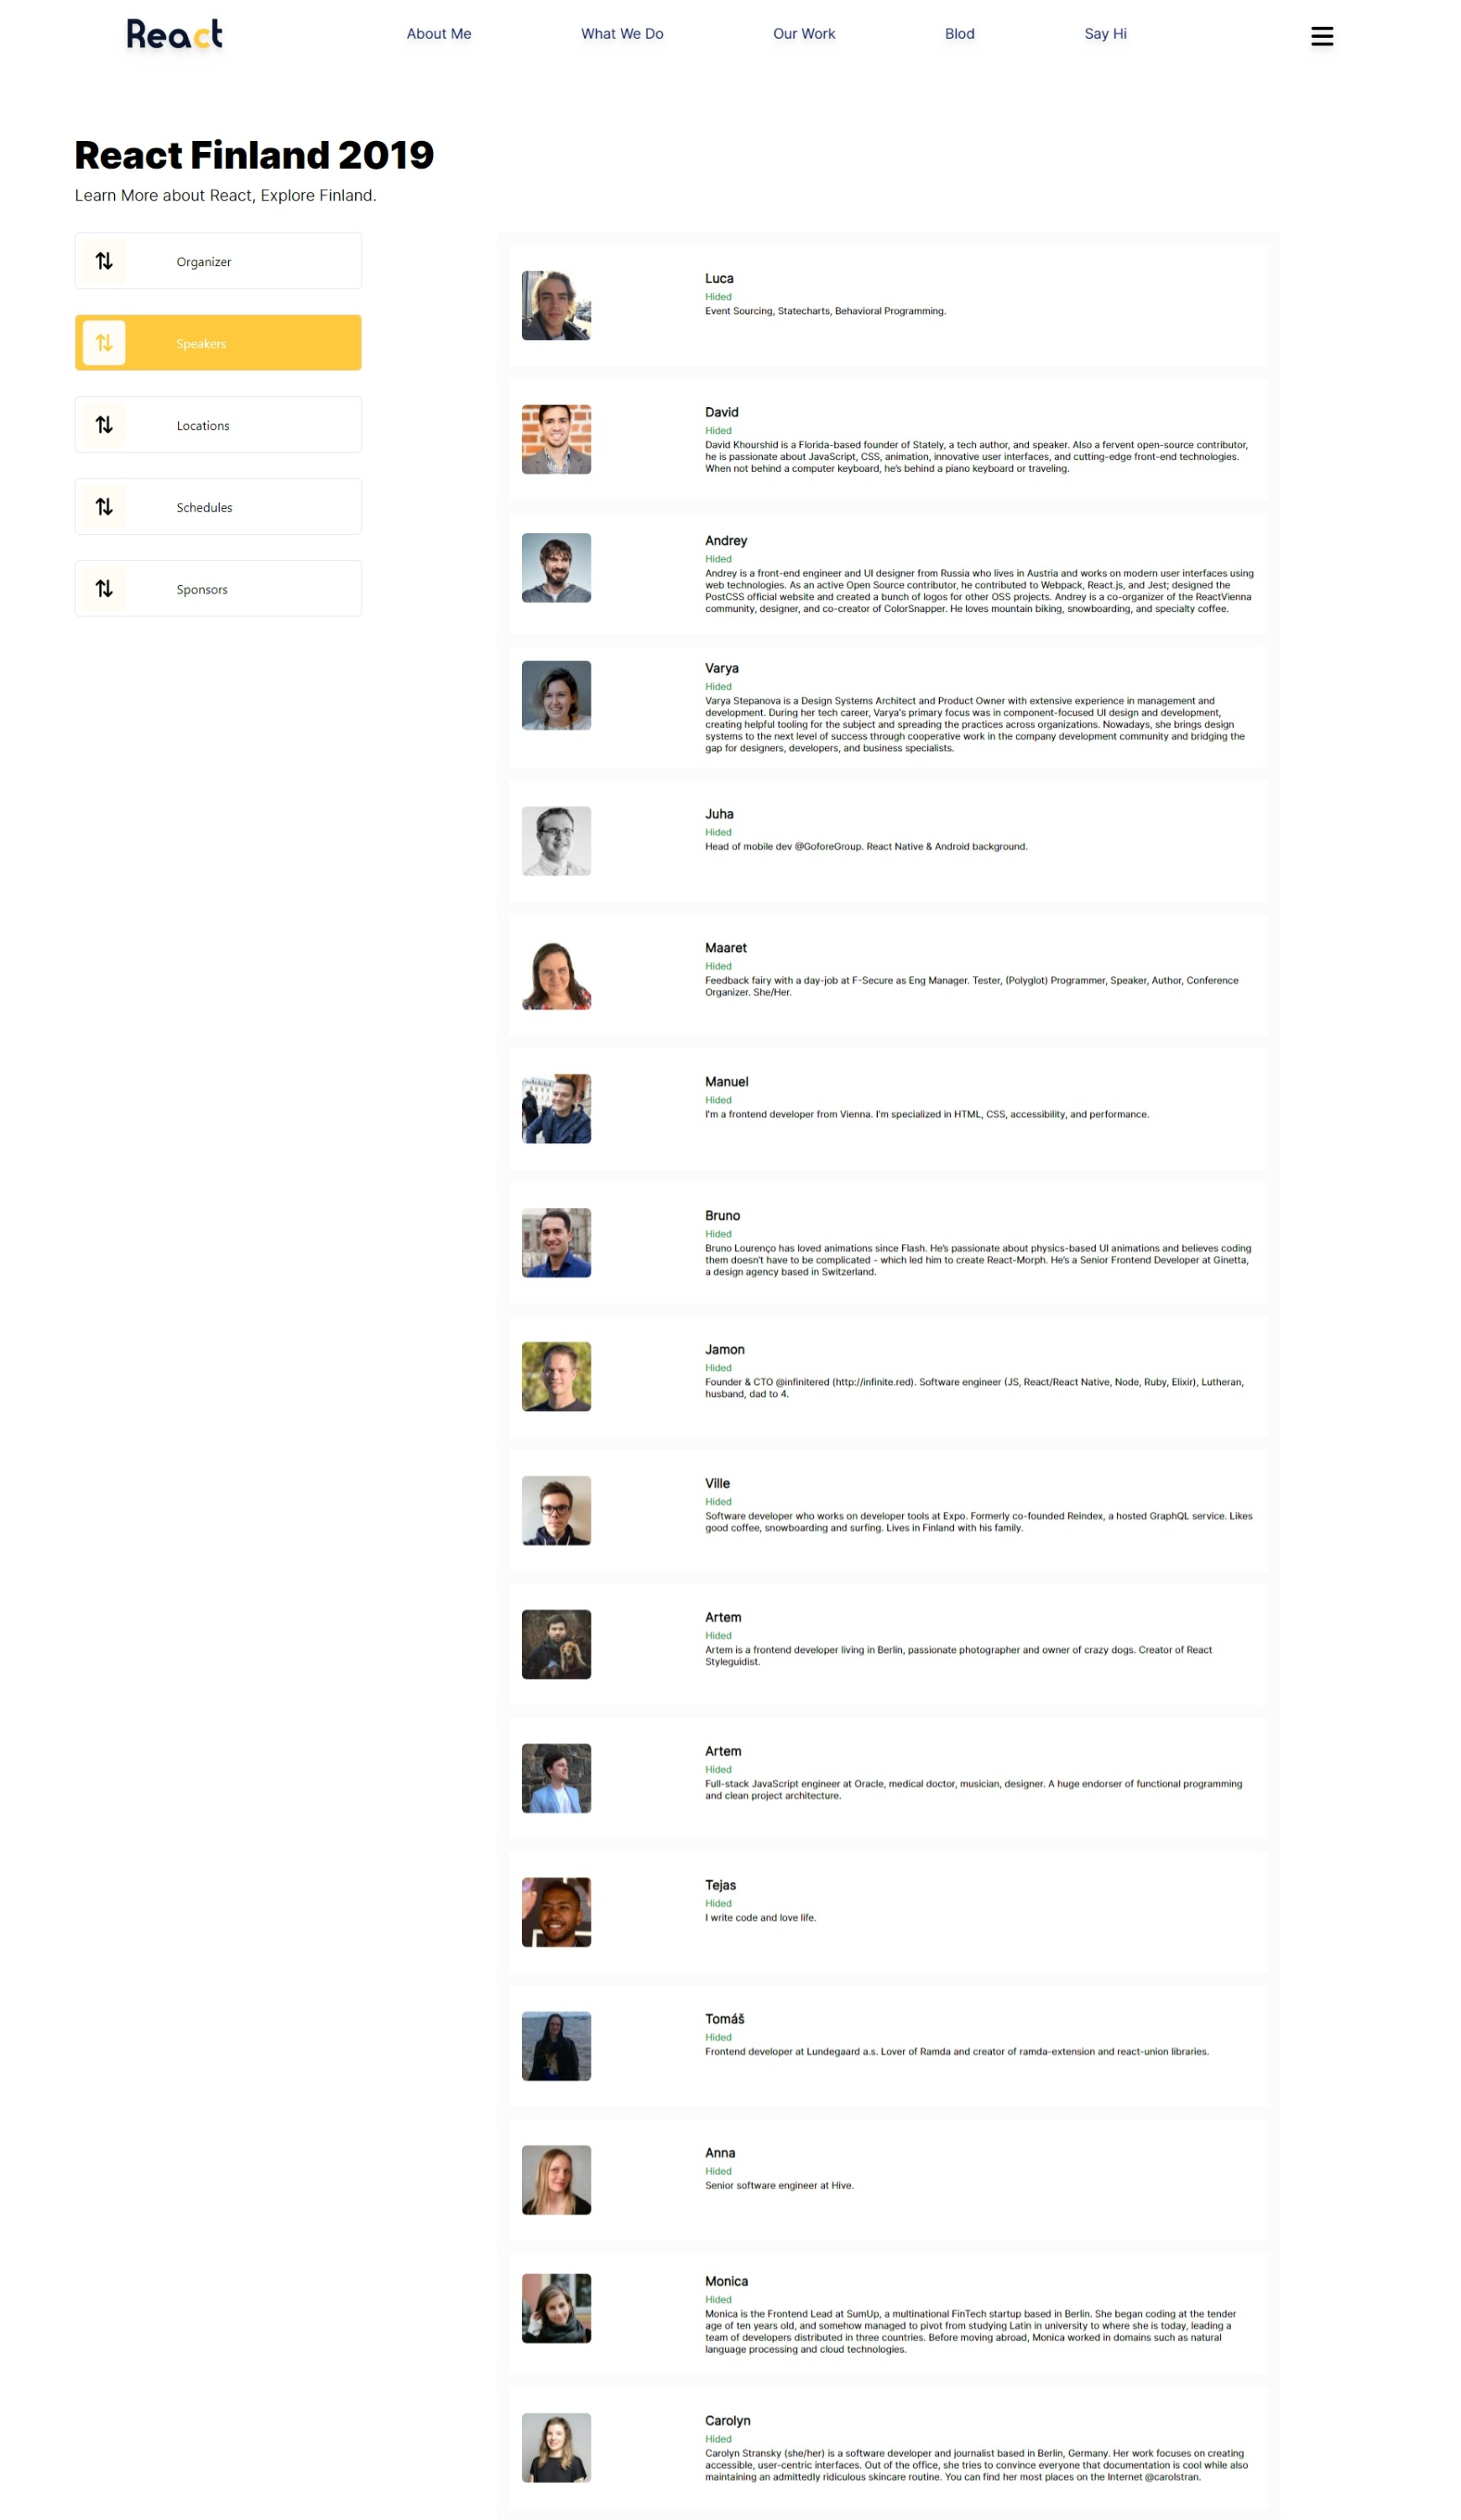 React
About Me
What We Do
Our Work
Blod
Say Hi
React Finland 2019
Learn More about React, Explore Finland.
Organizer
Speakers
Locations
Schedules
Sponsors
Luca
Hided
Event Sourcing, Statecharts, Behavioral Programming.
David
Hided
David Khourshid is a Florida-based founder of Stately, a tech author, and speaker. Also a fervent open-source contributor,
he is passionate about JavaScript, CSS, animation, innovative user interfaces, and cutting-edge front-end technologies.
When not behind a computer keyboard, he's behind a piano keyboard or traveling.
Andrey
Hided
Andrey is a front-end engineer and UI designer from Russia who lives in Austria and works on modern user interfaces using
web technologies. As an active Open Source contributor, he contributed to Webpack, React.js, and Jest; designed the
PostCSS official website and created a bunch of logos for other OSS projects. Andrey is a co-organizer of the ReactVienna
community, designer, and co-creator of ColorSnapper. He loves mountain biking, snowboarding, and specialty coffee.
Varya
Hided
Varya Stepanova is a Design Systems Architect and Product Owner with extensive experience in management and
development. During her tech career, Varya's primary focus was in component-focused UI design and development,
creating helpful tooling for the subject and spreading the practices across organizations. Nowadays, she brings design
systems to the next level of success through cooperative work in the company development community and bridging the
gap for designers, developers, and business specialists.
Juha
Hided
Head of mobile dev @GoforeGroup. React Native & Android background.
Maaret
Hided
Feedback fairy with a day-job at F-Secure as Eng Manager. Tester, (Polyglot) Programmer, Speaker, Author, Conference
Organizer. She/Her.
Manuel
Hided
I'm a frontend developer from Vienna. I'm specialized in HTML, CSS, accessibility, and performance.
Bruno
Hided
Bruno Lourenço has loved animations since Flash. He's passionate about physics-based UI animations and believes coding
them doesn't have to be complicated - which led him to create React-Morph. He's a Senior Frontend Developer at Ginetta,
a design agency based in Switzerland.
Jamon
Hided
Founder & CTO @infinitered (http://infinite.red). Software engineer (JS, React/React Native, Node, Ruby, Elixir), Lutheran,
husband, dad to 4.
Ville
Hided
Software developer who works on developer tools at Expo. Formerly co-founded Reindex, a hosted GraphQL service. Likes
good coffee, snowboarding and surfing. Lives in Finland with his family.
Artem
Hided
Artem is a frontend developer living in Berlin, passionate photographer and owner of crazy dogs. Creator of React
Styleguidist.
Artem
Hided
Full-stack JavaScript engineer at Oracle, medical doctor, musician, designer. A huge endorser of functional programming
and clean project architecture.
Tejas
Hided
I write code and love life.
Tomáš
Hided
Frontend developer at Lundegaard a.s. Lover of Ramda and creator of ramda-extension and react-union libraries.
Anna
Hided
Senior software engineer at Hive.
Monica
Hided
Monica is the Frontend Lead at SumUp, a multinational FinTech startup based in Berlin. She began coding at the tender
age of ten years old, and somehow managed to pivot from studying Latin in university to where she is today, leading a
team of developers distributed in three countries. Before moving abroad, Monica worked in domains such as natural
language processing and cloud technologies.
Carolyn
Hided
Carolyn Stransky (she/her) is a software developer and journalist based in Berlin, Germany. Her work focuses on creating
accessible, user-centric interfaces. Out of the office, she tries to convince everyone that documentation is cool while also
maintaining an admittedly ridiculous skincare routine. You can find her most places on the Internet @carolstran.